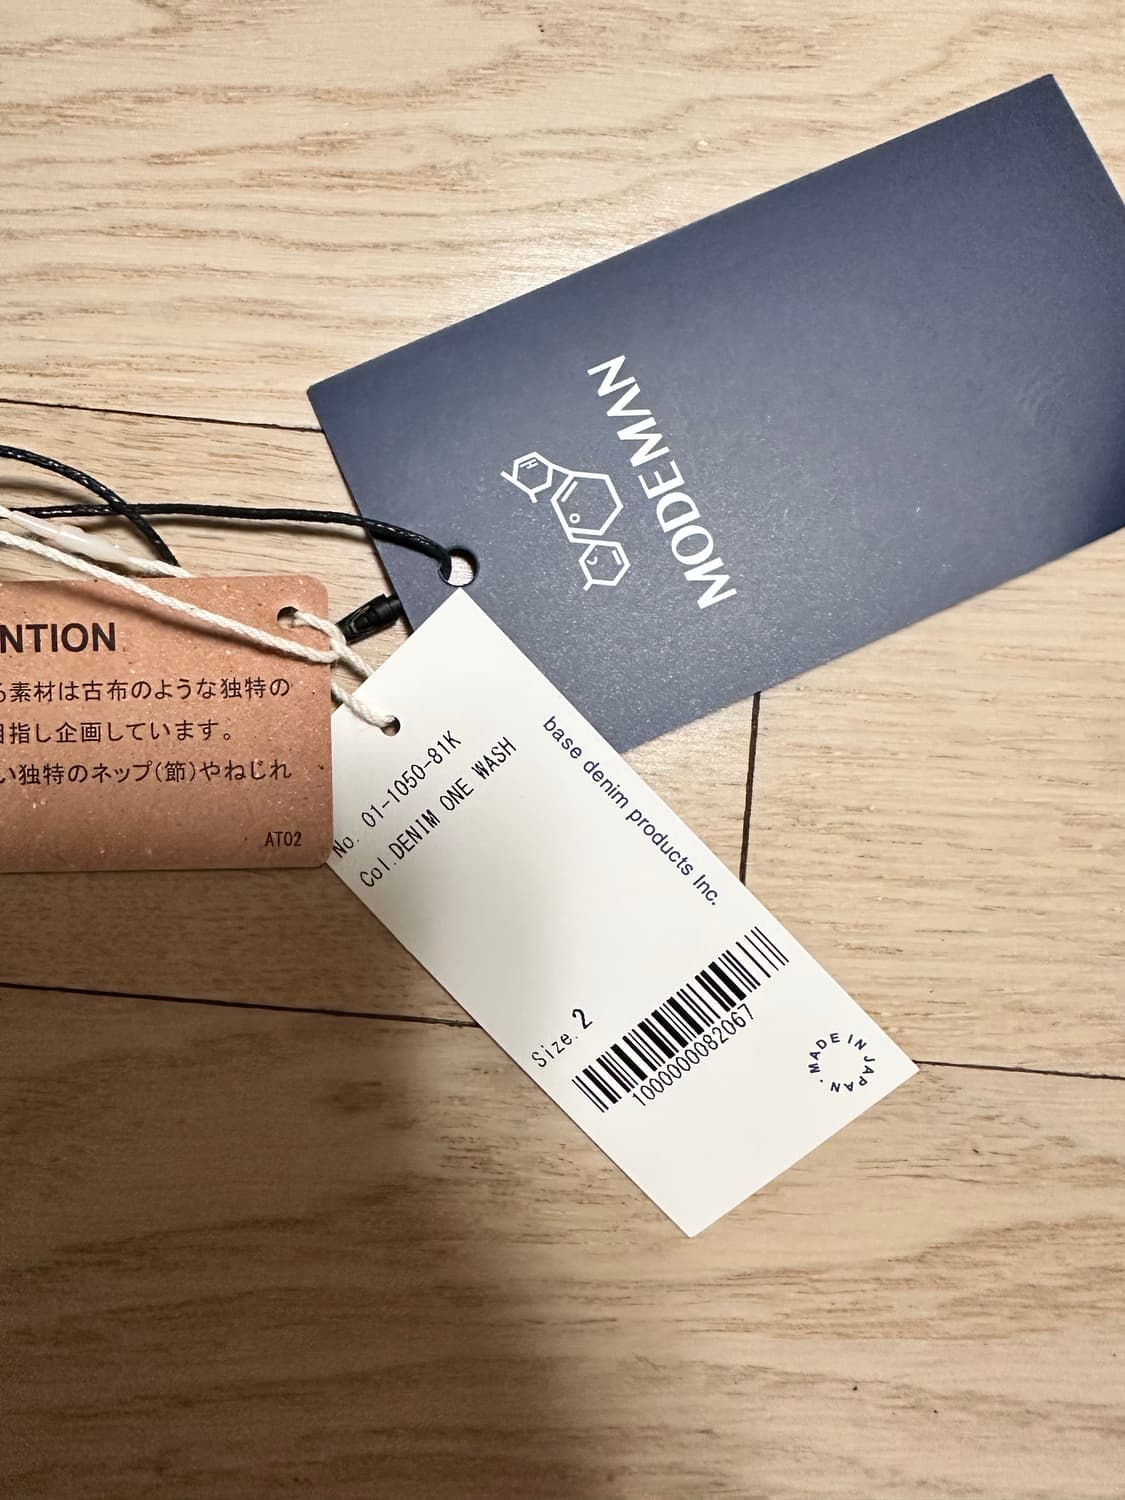 MODEMAN
NTION
る素材は古布のような独特の
目指し企画しています。
い独特のネップ(節)やねじれ
AT02
No. 01-1050-81K
Col.DENIM ONE WASH
base denim products Inc.
Size. 2
1000000082067
MADE IN JAPAN